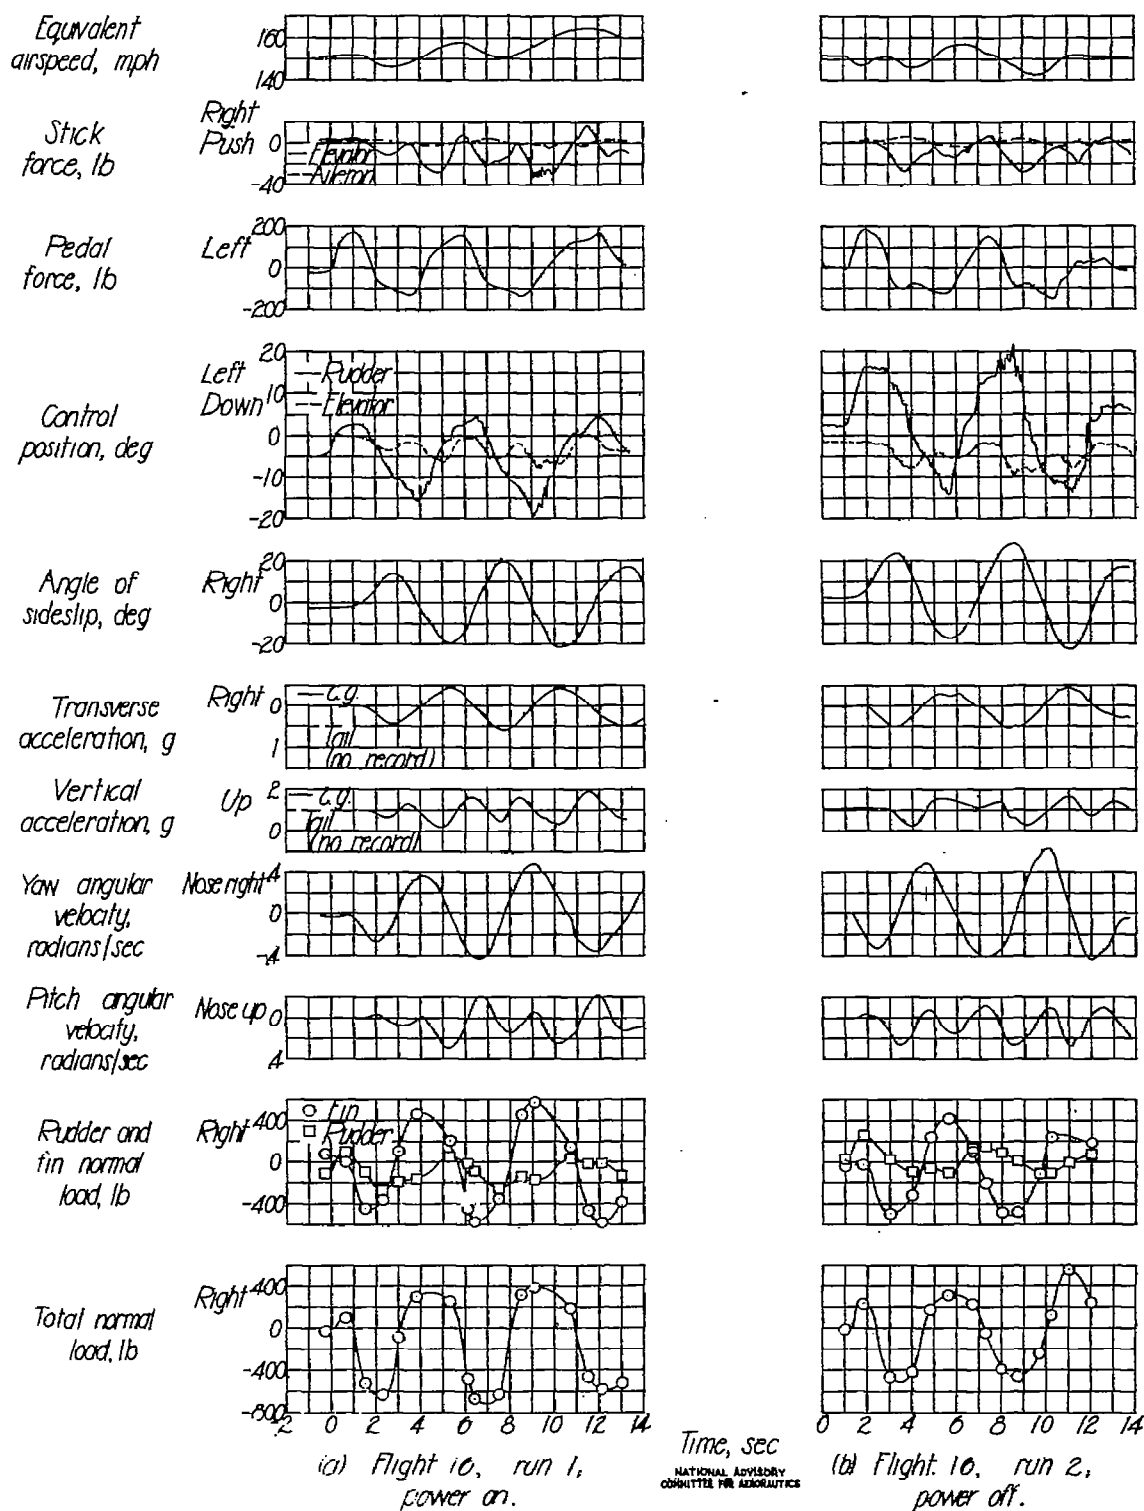 Equivalent
airspeed, mph
160
140
Stick
force, lb
Right
Push
0
-40
Elevator
Aileron
Pedal
force, lb
Left
200
0
-200
Control
position, deg
Left
Down
20
10
0
-10
-20
Rudder
Elevator
Angle of
sideslip, deg
Right
20
0
-20
Transverse
acceleration, g
Right
0
1
c.g.
Tail
(no record)
Vertical
acceleration, g
Up
2
0
c.g.
Tail
(no record)
Yaw angular
velocity,
radians/sec
Nose right
.4
0
-.4
Pitch angular
velocity,
radians/sec
Nose up
0
.4
Rudder and
fin normal
load, lb
Right
400
0
-400
Fin
Rudder
Total normal
load, lb
Right
400
0
-400
-800
-2 0 2 4 6 8 10 12 14
0 2 4 6 8 10 12 14
Time, sec
(a) Flight 10, run 1,
power on.
NATIONAL ADVISORY
COMMITTEE FOR AERONAUTICS
(b) Flight 10, run 2,
power off.